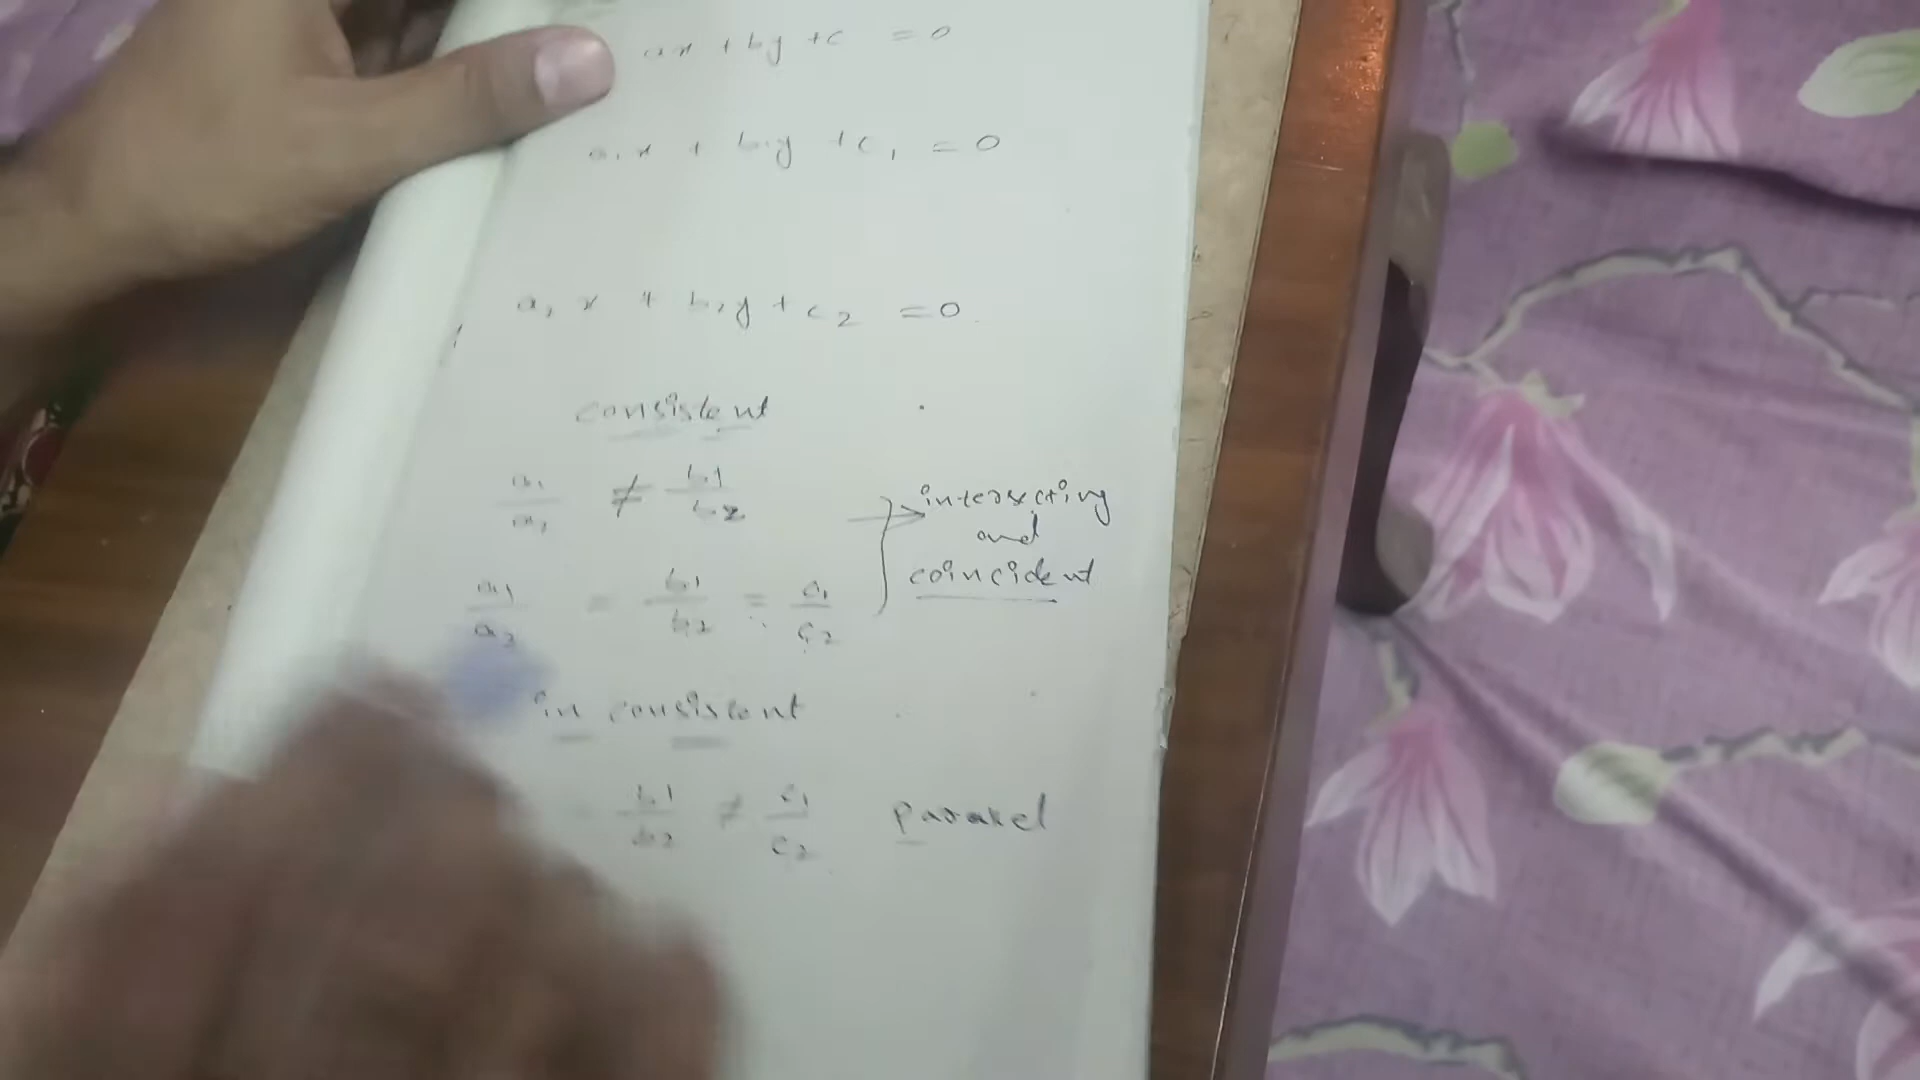 ax + by + c = 0
a₁x + b₁y + c₁ = 0
a₂x + b₂y + c₂ = 0
consistent
a₁/a₂ ≠ b1/b2
intersecting
and
coincident
a1/a2 = b1/b2 = c1/c2
in consistent
b1/b2 ≠ c1/c2 pararel